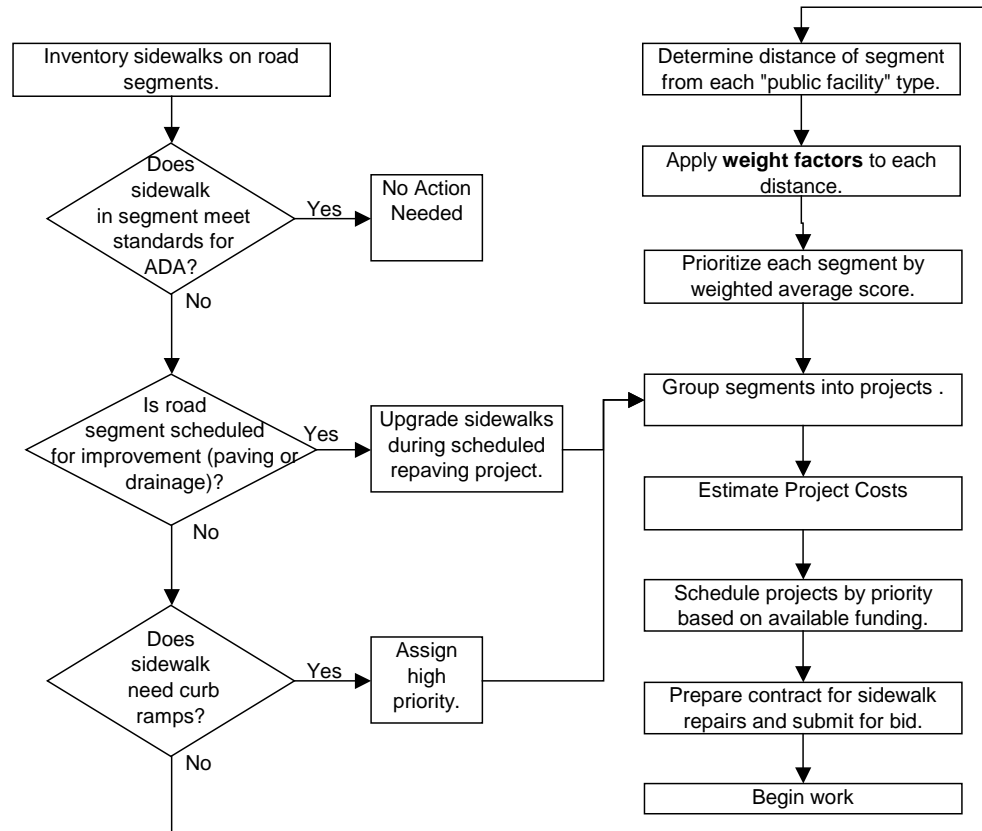 Inventory sidewalks on road
segments.
Does
sidewalk
in segment meet
standards for
ADA?
Yes
No Action
Needed
No
Is road
segment scheduled
for improvement (paving or
drainage)?
Yes
Upgrade sidewalks
during scheduled
repaving project.
No
Does
sidewalk
need curb
ramps?
Yes
Assign
high
priority.
No
Determine distance of segment
from each "public facility" type.
Apply weight factors to each
distance.
Prioritize each segment by
weighted average score.
Group segments into projects .
Estimate Project Costs
Schedule projects by priority
based on available funding.
Prepare contract for sidewalk
repairs and submit for bid.
Begin work